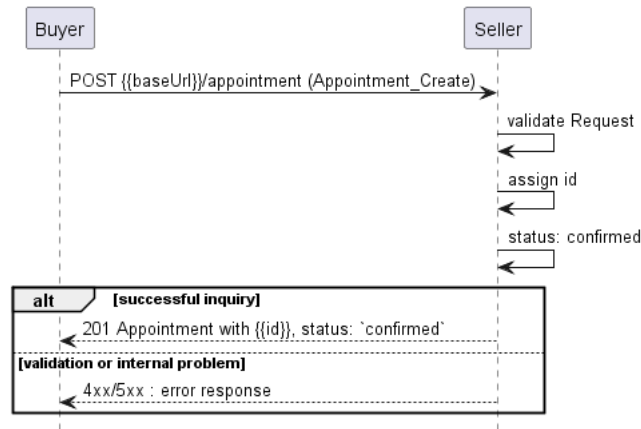 Buyer
Seller
POST {{baseUrl}}/appointment (Appointment_Create)
validate Request
assign id
status: confirmed
alt
[successful inquiry]
201 Appointment with {{id}}, status: `confirmed`
[validation or internal problem]
4xx/5xx : error response